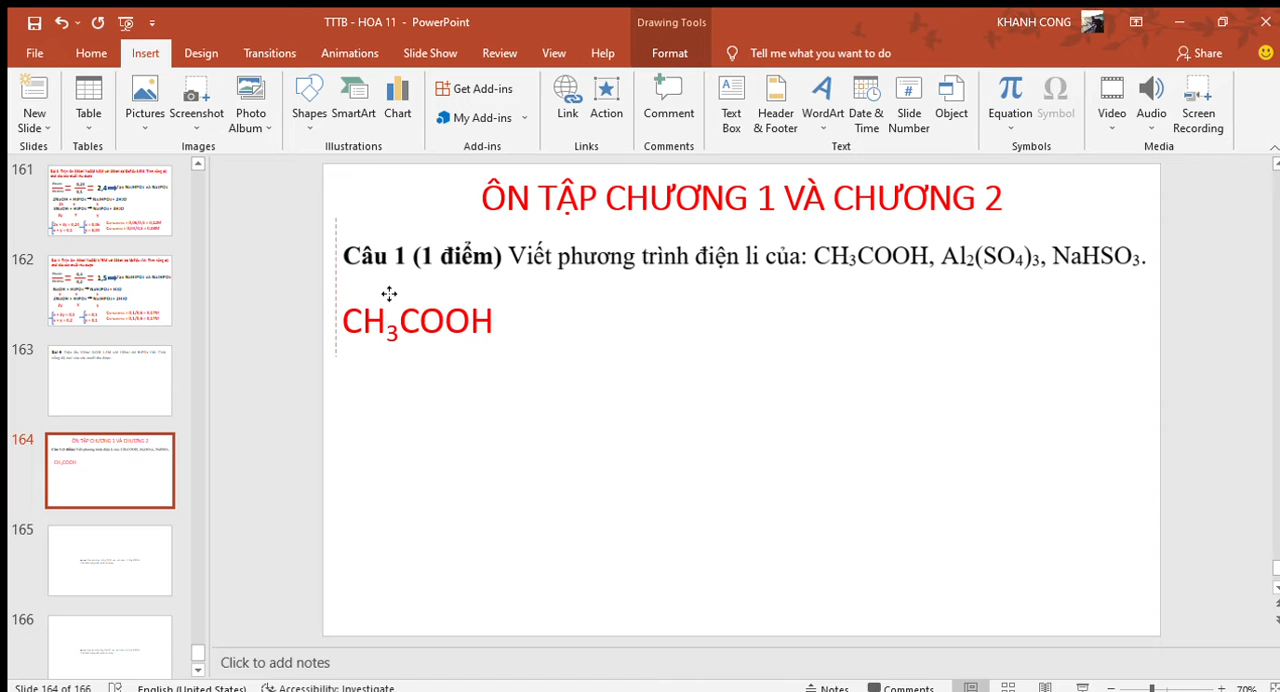 TTTB - HOA 11 - PowerPoint
Drawing Tools
KHANH CONG
File Home Insert Design Transitions Animations Slide Show Review View Help Format Tell me what you want to do Share
New Slide
Table
Pictures
Screenshot
Photo Album
Shapes
SmartArt
Chart
Get Add-ins
My Add-ins
Link
Action
Comment
Text Box
Header & Footer
WordArt
Date & Time
Slide Number
Object
Equation
Symbol
Video
Audio
Screen Recording
Slides Tables Images Illustrations Add-ins Links Comments Text Symbols Media
161
162
163
164
165
166
ÔN TẬP CHƯƠNG 1 VÀ CHƯƠNG 2
Câu 1 (1 điểm) Viết phương trình điện li của: CH₃COOH, Al₂(SO₄)₃, NaHSO₃.
CH₃COOH
Click to add notes
Slide 164 of 166 English (United States) Accessibility: Investigate Notes Comments 70%